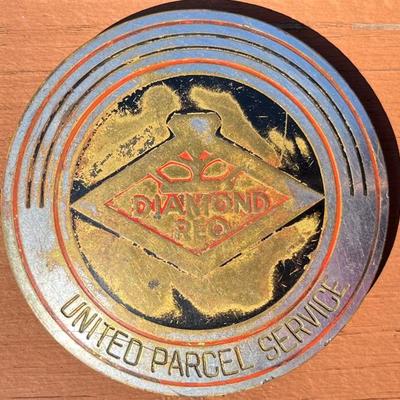 DIAMOND
REO
UNITED PARCEL SERVICE